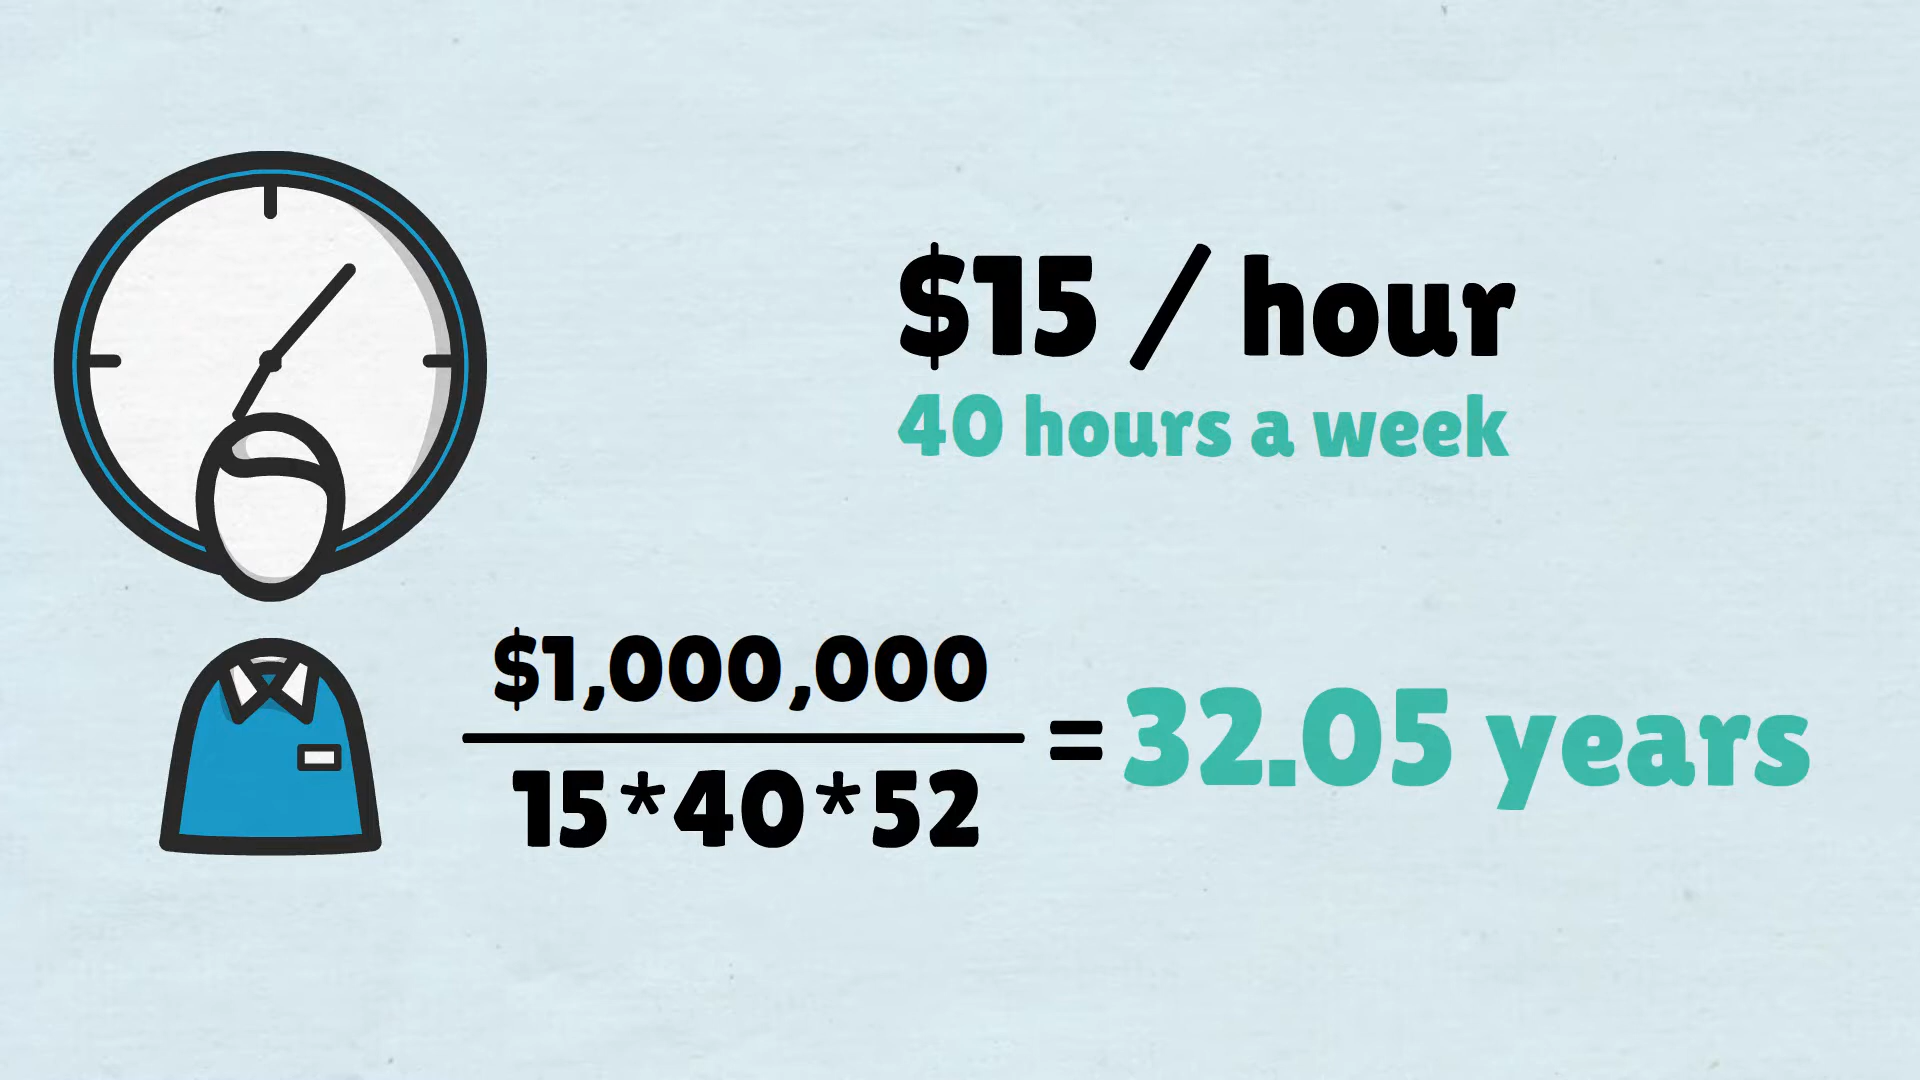 $15 / hour
40 hours a week
$1,000,000
15*40*52
= 32.05 years